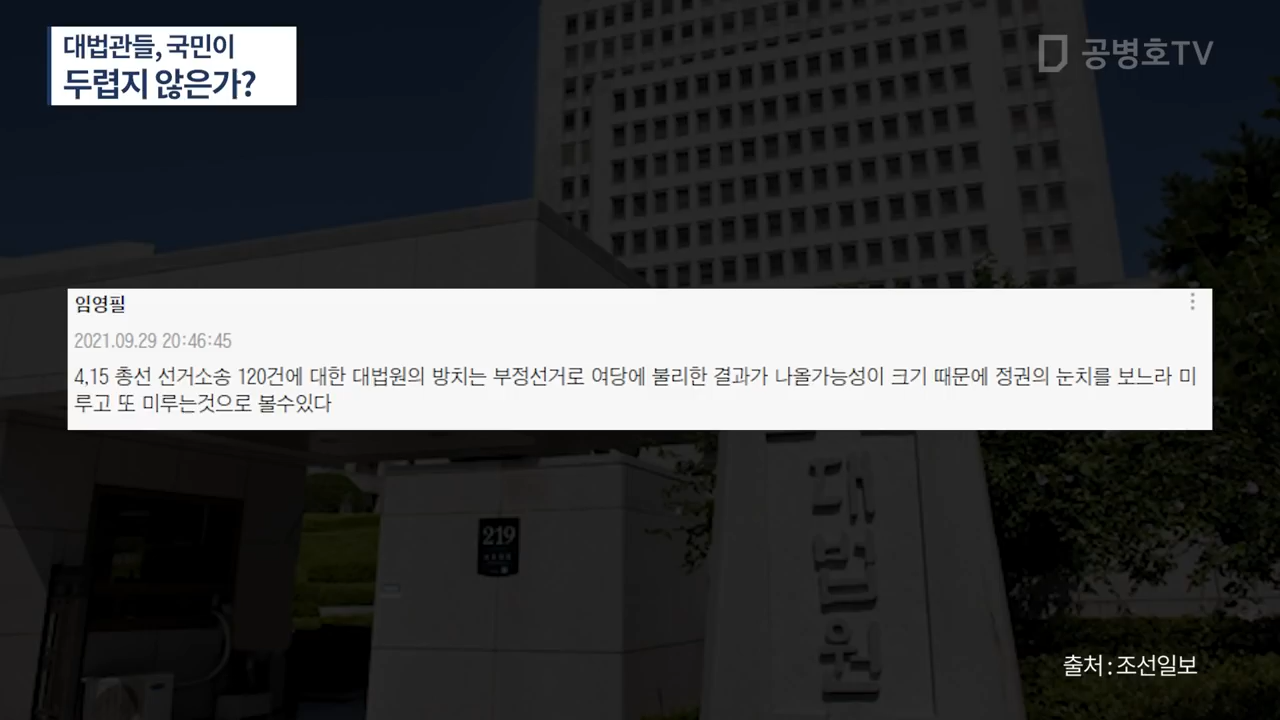 대법관들, 국민이
두렵지 않은가?
공병호TV
임영필
2021.09.29 20:46:45
4,15 총선 선거소송 120건에 대한 대법원의 방치는 부정선거로 여당에 불리한 결과가 나올가능성이 크기 때문에 정권의 눈치를 보느라 미
루고 또 미루는것으로 볼수있다
219
대법원
출처 : 조선일보